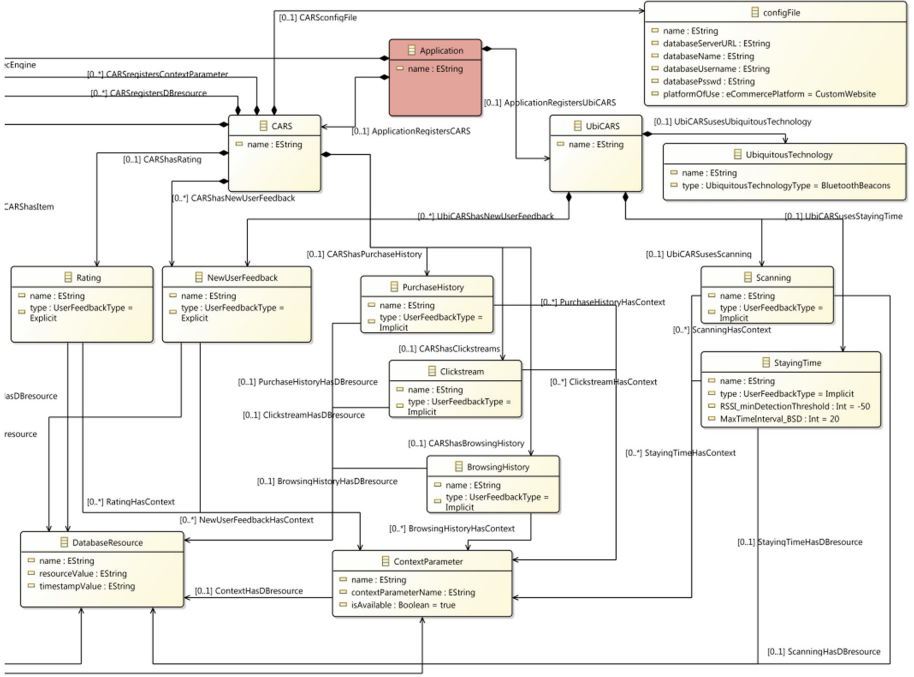 [0..1] CARSconfigFile
configFile
name : EString
databaseServerURL : EString
databaseName : EString
databaseUsername : EString
databasePsswd : EString
platformOfUse : eCommercePlatform = CustomWebsite
Application
name : EString
ecEngine
[0..*] CARSregistersContextParameter
[0..*] CARSregistersDBresource
[0..1] ApplicationRegistersUbiCARS
[0..1] ApplicationRegistersCARS
CARS
name : EString
UbiCARS
name : EString
[0..1] UbiCARSusesUbiquitousTechnology
UbiquitousTechnology
name : EString
type : UbiquitousTechnologyType = BluetoothBeacons
[0..1] CARShasRating
[0..*] CARShasNewUserFeedback
CARShasItem
[0..*] UbiCARShasNewUserFeedback
[0..1] UbiCARSusesStayingTime
[0..1] CARShasPurchaseHistory
[0..1] UbiCARSusesScanning
Rating
name : EString
type : UserFeedbackType =
Explicit
NewUserFeedback
name : EString
type : UserFeedbackType =
Explicit
PurchaseHistory
name : EString
type : UserFeedbackType =
Implicit
[0..*] PurchaseHistoryHasContext
Scanning
name : EString
type : UserFeedbackType =
Implicit
[0..*] ScanningHasContext
[0..1] CARShasClickstreams
StayingTime
name : EString
type : UserFeedbackType = Implicit
RSSI_minDetectionThreshold : Int = -50
MaxTimeInterval_BSD : Int = 20
Clickstream
name : EString
type : UserFeedbackType =
Implicit
[0..1] PurchaseHistoryHasDBresource
[0..*] ClickstreamHasContext
HasDBresource
[0..1] ClickstreamHasDBresource
resource
[0..1] CARShasBrowsingHistory
[0..*] StayingTimeHasContext
BrowsingHistory
name : EString
type : UserFeedbackType =
Implicit
[0..1] BrowsingHistoryHasDBresource
[0..*] RatingHasContext
[0..*] NewUserFeedbackHasContext
[0..*] BrowsingHistoryHasContext
DatabaseResource
name : EString
resourceValue : EString
timestampValue : EString
[0..1] StayingTimeHasDBresource
ContextParameter
name : EString
contextParameterName : EString
isAvailable : Boolean = true
[0..1] ContextHasDBresource
[0..1] ScanningHasDBresource